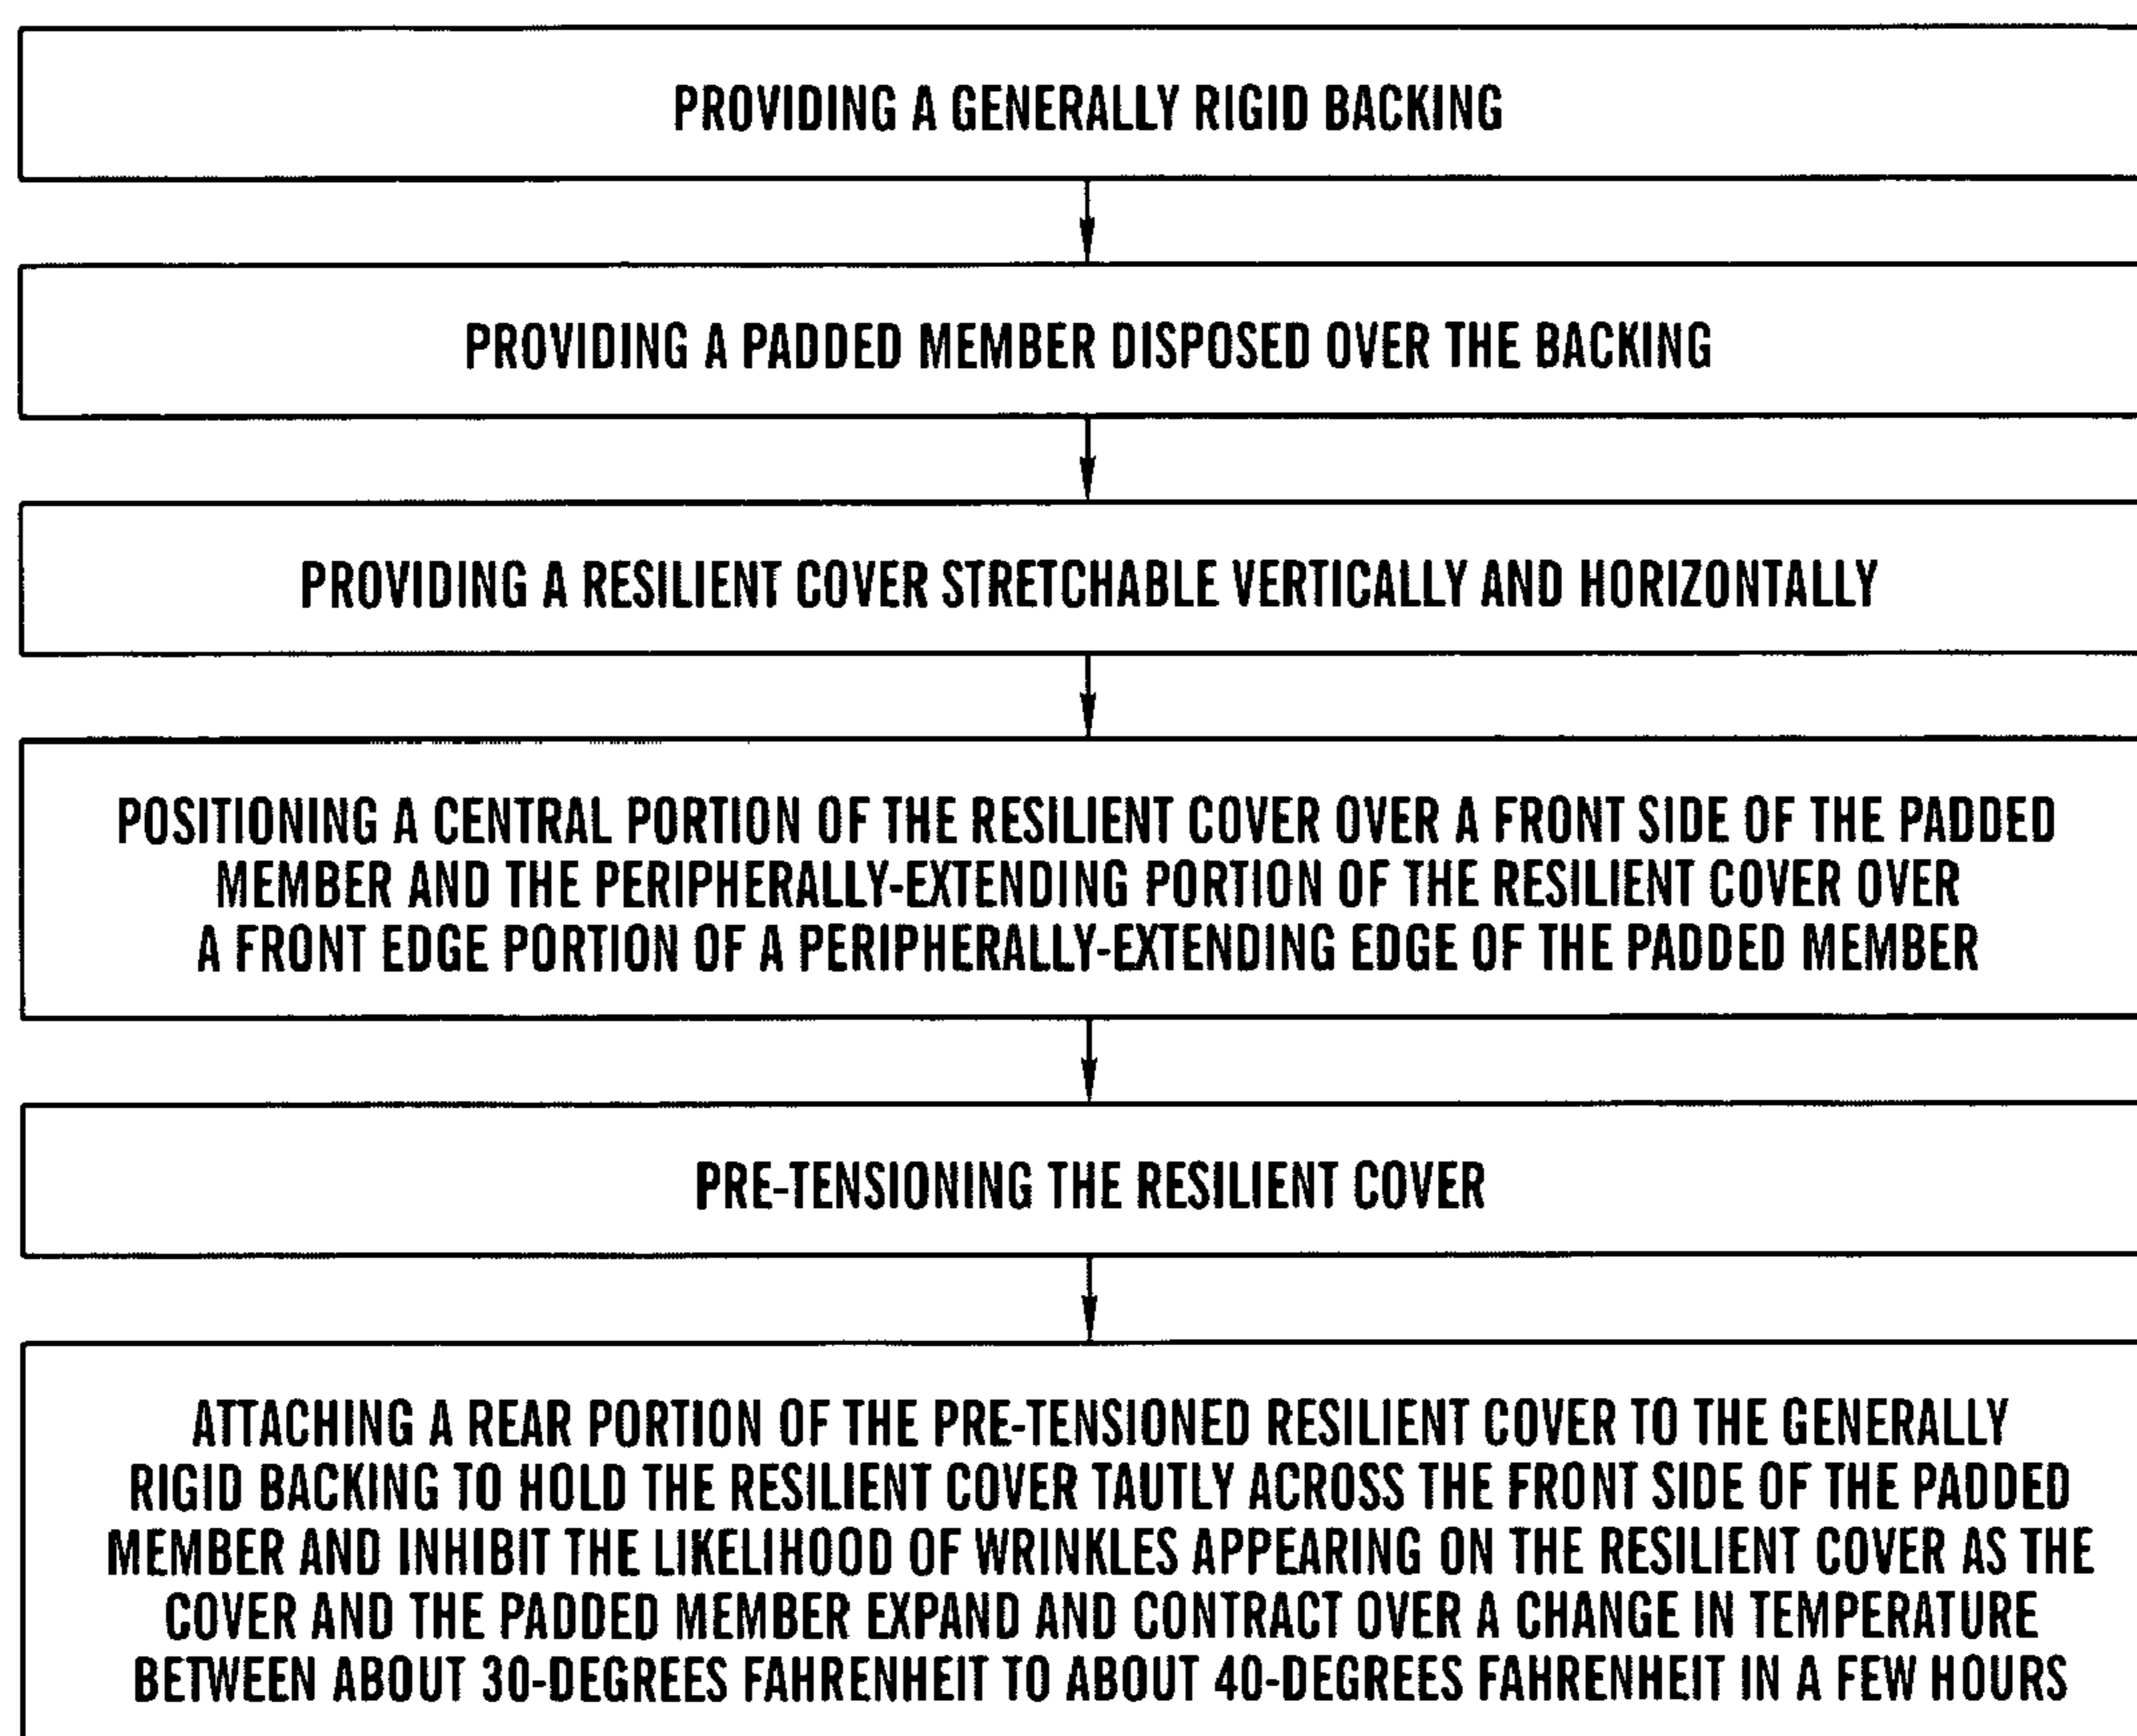 PROVIDING A GENERALLY RIGID BACKING
PROVIDING A PADDED MEMBER DISPOSED OVER THE BACKING
PROVIDING A RESILIENT COVER STRETCHABLE VERTICALLY AND HORIZONTALLY
POSITIONING A CENTRAL PORTION OF THE RESILIENT COVER OVER A FRONT SIDE OF THE PADDED
MEMBER AND THE PERIPHERALLY-EXTENDING PORTION OF THE RESILIENT COVER OVER
A FRONT EDGE PORTION OF A PERIPHERALLY-EXTENDING EDGE OF THE PADDED MEMBER
PRE-TENSIONING THE RESILIENT COVER
ATTACHING A REAR PORTION OF THE PRE-TENSIONED RESILIENT COVER TO THE GENERALLY
RIGID BACKING TO HOLD THE RESILIENT COVER TAUTLY ACROSS THE FRONT SIDE OF THE PADDED
MEMBER AND INHIBIT THE LIKELIHOOD OF WRINKLES APPEARING ON THE RESILIENT COVER AS THE
COVER AND THE PADDED MEMBER EXPAND AND CONTRACT OVER A CHANGE IN TEMPERATURE
BETWEEN ABOUT 30-DEGREES FAHRENHEIT TO ABOUT 40-DEGREES FAHRENHEIT IN A FEW HOURS